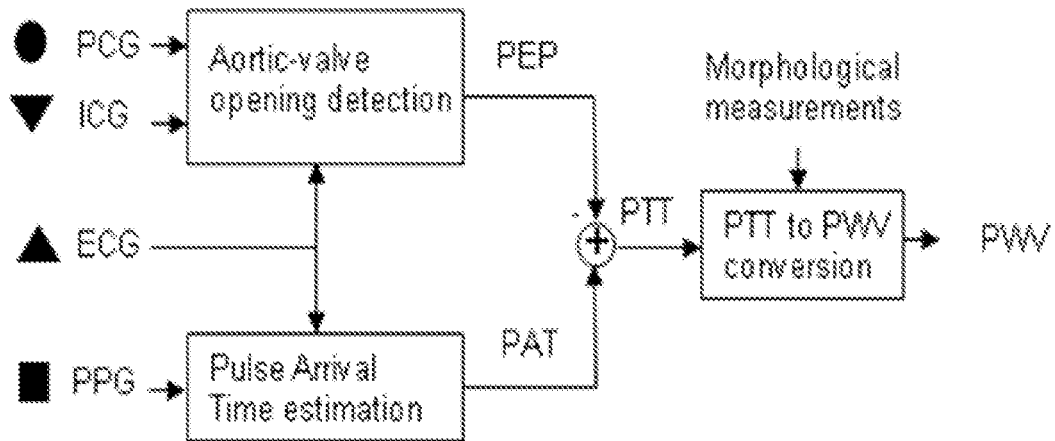 PCG
ICG
ECG
PPG
Aortic-valve
opening detection
PEP
Pulse Arrival
Time estimation
PAT
-
+
PTT
Morphological
measurements
PTT to PWV
conversion
PWV